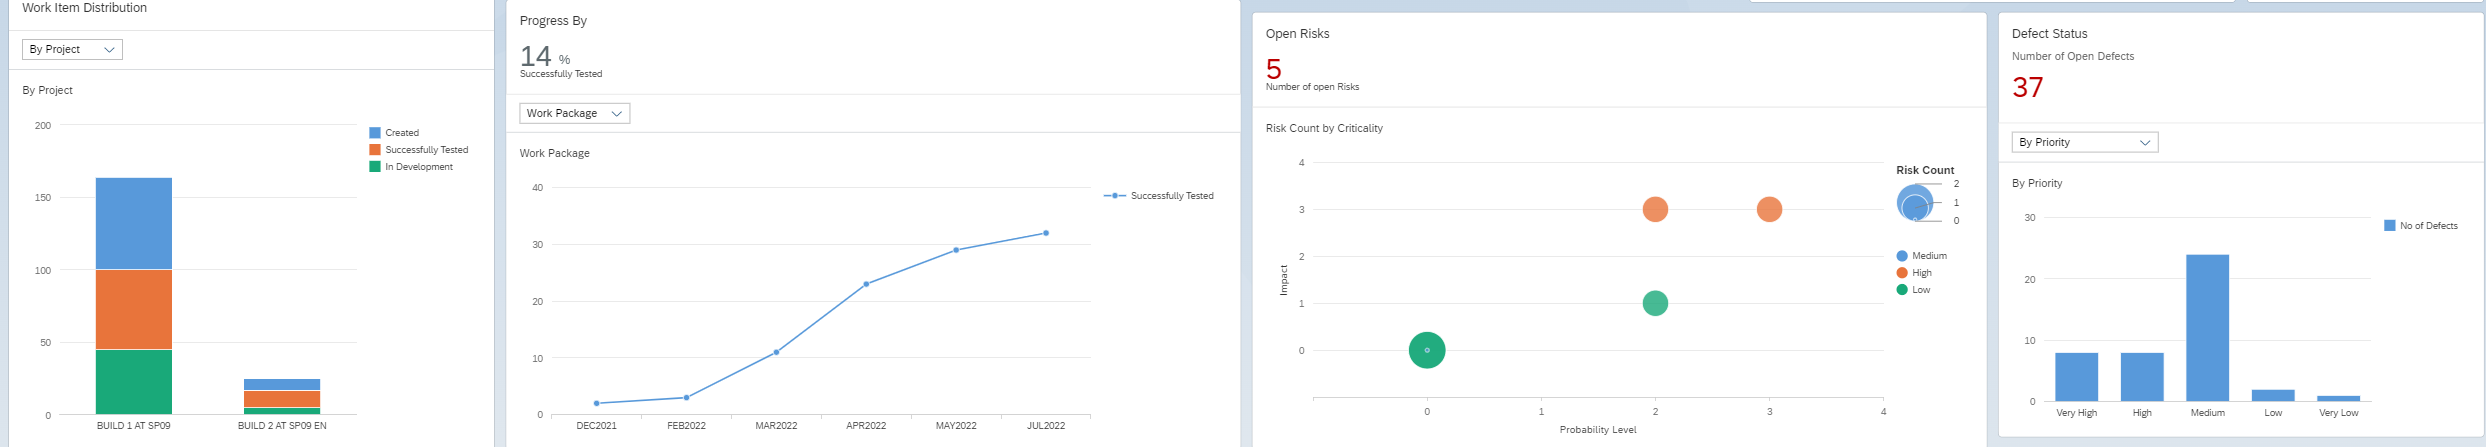 Work Item Distribution
By Project
By Project
200
150
100
50
0
BUILD 1 AT SP09
BUILD 2 AT SP09 EN
Created
Successfully Tested
In Development
Progress By
14 %
Successfully Tested
Work Package
Work Package
40
30
20
10
0
DEC2021
FEB2022
MAR2022
APR2022
MAY2022
JUL2022
Successfully Tested
Open Risks
5
Number of open Risks
Risk Count by Criticality
Impact
4
3
2
1
0
0
1
2
3
4
Probability Level
Risk Count
2
1
0
Medium
High
Low
Defect Status
Number of Open Defects
37
By Priority
By Priority
30
20
10
0
Very High
High
Medium
Low
Very Low
No of Defects